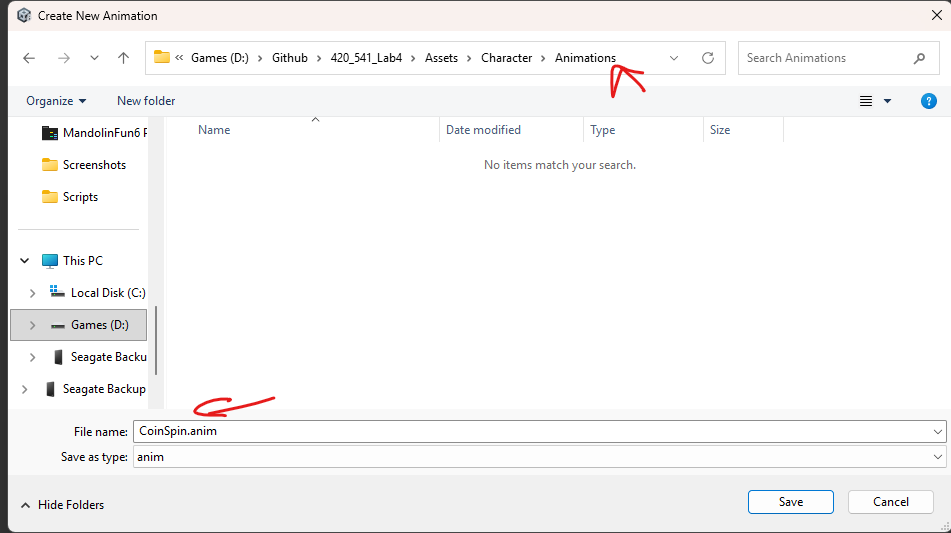 Create New Animation
« Games (D:) > Github > 420_541_Lab4 > Assets > Character > Animations
Search Animations
Organize
New folder
?
Name
Date modified
Type
Size
No items match your search.
MandolinFun6 F
Screenshots
Scripts
This PC
Local Disk (C:)
Games (D:)
Seagate Backu
Seagate Backup
File name: CoinSpin.anim
Save as type: anim
Hide Folders
Save
Cancel